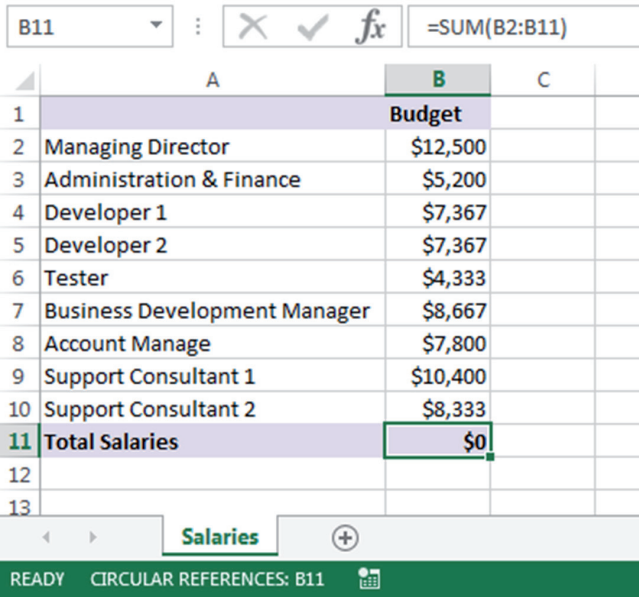 B11 fx =SUM(B2:B11)
A B C
1 Budget
2 Managing Director $12,500
3 Administration & Finance $5,200
4 Developer 1 $7,367
5 Developer 2 $7,367
6 Tester $4,333
7 Business Development Manager $8,667
8 Account Manage $7,800
9 Support Consultant 1 $10,400
10 Support Consultant 2 $8,333
11 Total Salaries $0
12
13
Salaries
READY CIRCULAR REFERENCES: B11